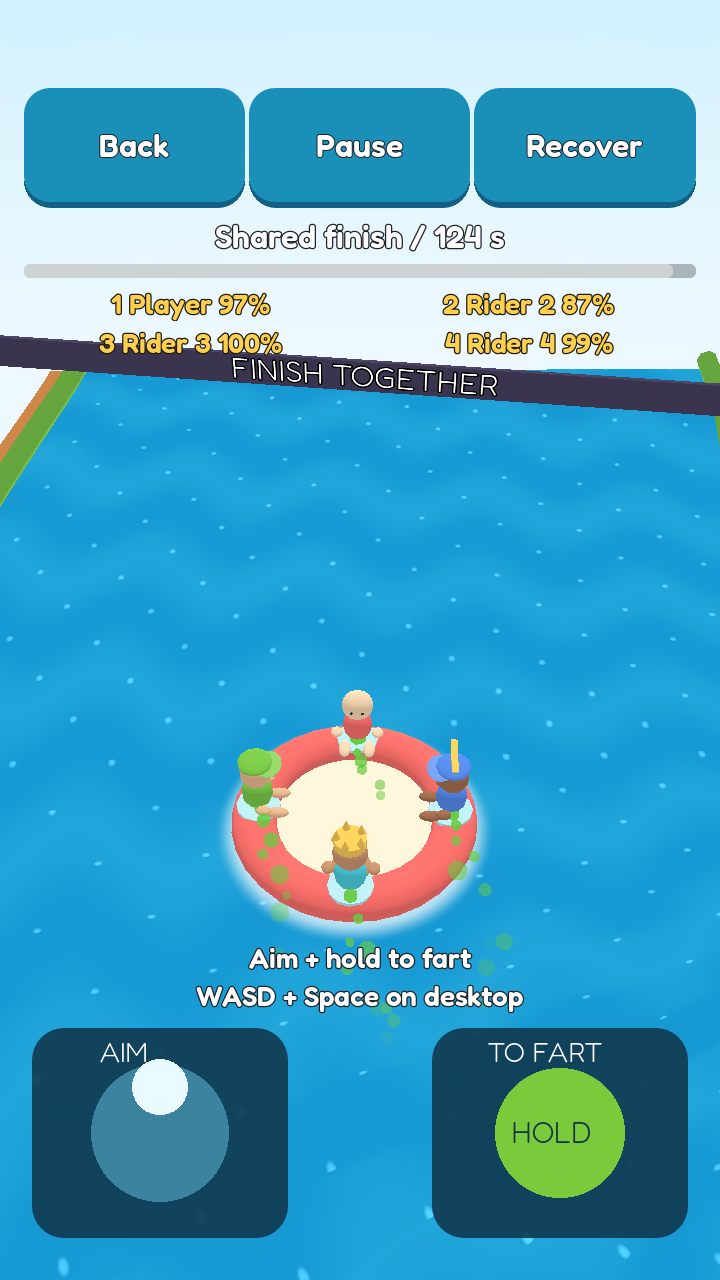 Back Pause Recover
Shared finish / 124 s
1 Player 97% 2 Rider 2 87%
3 Rider 3 100% 4 Rider 4 99%
FINISH TOGETHER
Aim + hold to fart
WASD + Space on desktop
AIM TO FART
HOLD